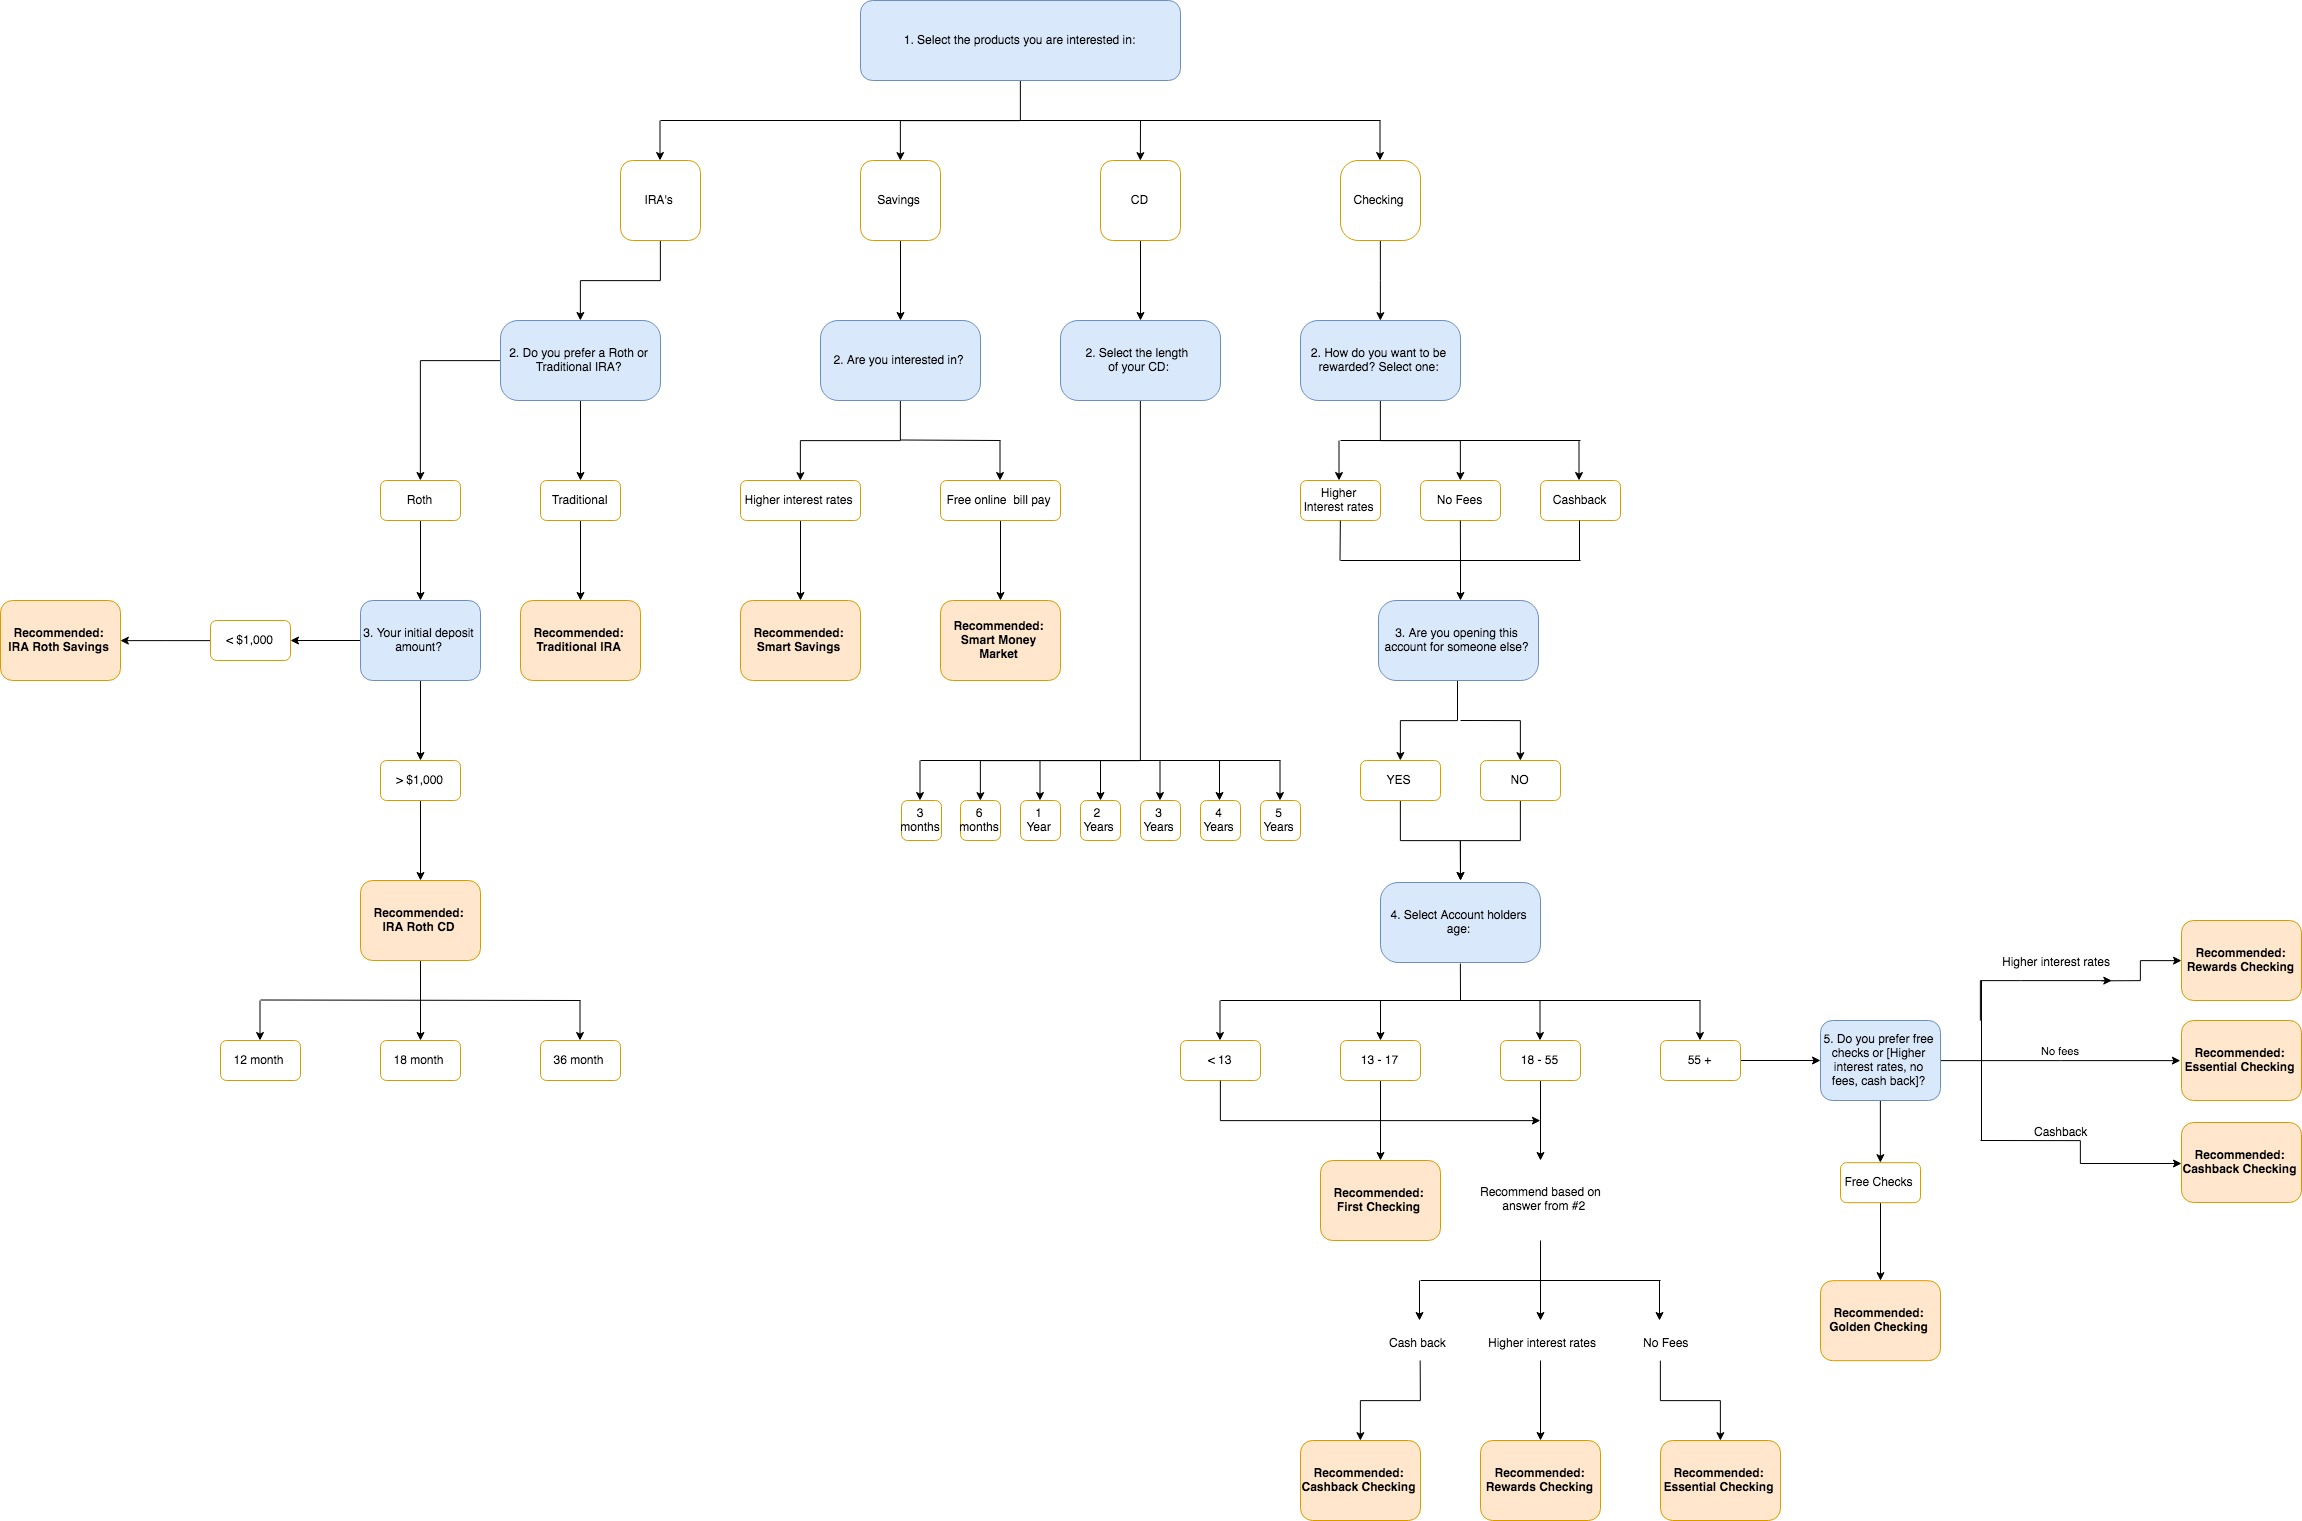 1. Select the products you are interested in:
IRA's
Savings
CD
Checking
2. Do you prefer a Roth or
Traditional IRA?
2. Are you interested in?
2. Select the length
of your CD:
2. How do you want to be
rewarded? Select one:
Roth
Traditional
Higher interest rates
Free online bill pay
Higher
Interest rates
No Fees
Cashback
Recommended:
IRA Roth Savings
< $1,000
3. Your initial deposit
amount?
Recommended:
Traditional IRA
Recommended:
Smart Savings
Recommended:
Smart Money
Market
3. Are you opening this
account for someone else?
> $1,000
YES
NO
3
months
6
months
1
Year
2
Years
3
Years
4
Years
5
Years
Recommended:
IRA Roth CD
4. Select Account holders
age:
12 month
18 month
36 month
< 13
13 - 17
18 - 55
55 +
5. Do you prefer free
checks or [Higher
interest rates, no
fees, cash back]?
Higher interest rates
Recommended:
Rewards Checking
No fees
Recommended:
Essential Checking
Cashback
Recommended:
Cashback Checking
Free Checks
Recommended:
First Checking
Recommend based on
answer from #2
Recommended:
Golden Checking
Cash back
Higher interest rates
No Fees
Recommended:
Cashback Checking
Recommended:
Rewards Checking
Recommended:
Essential Checking